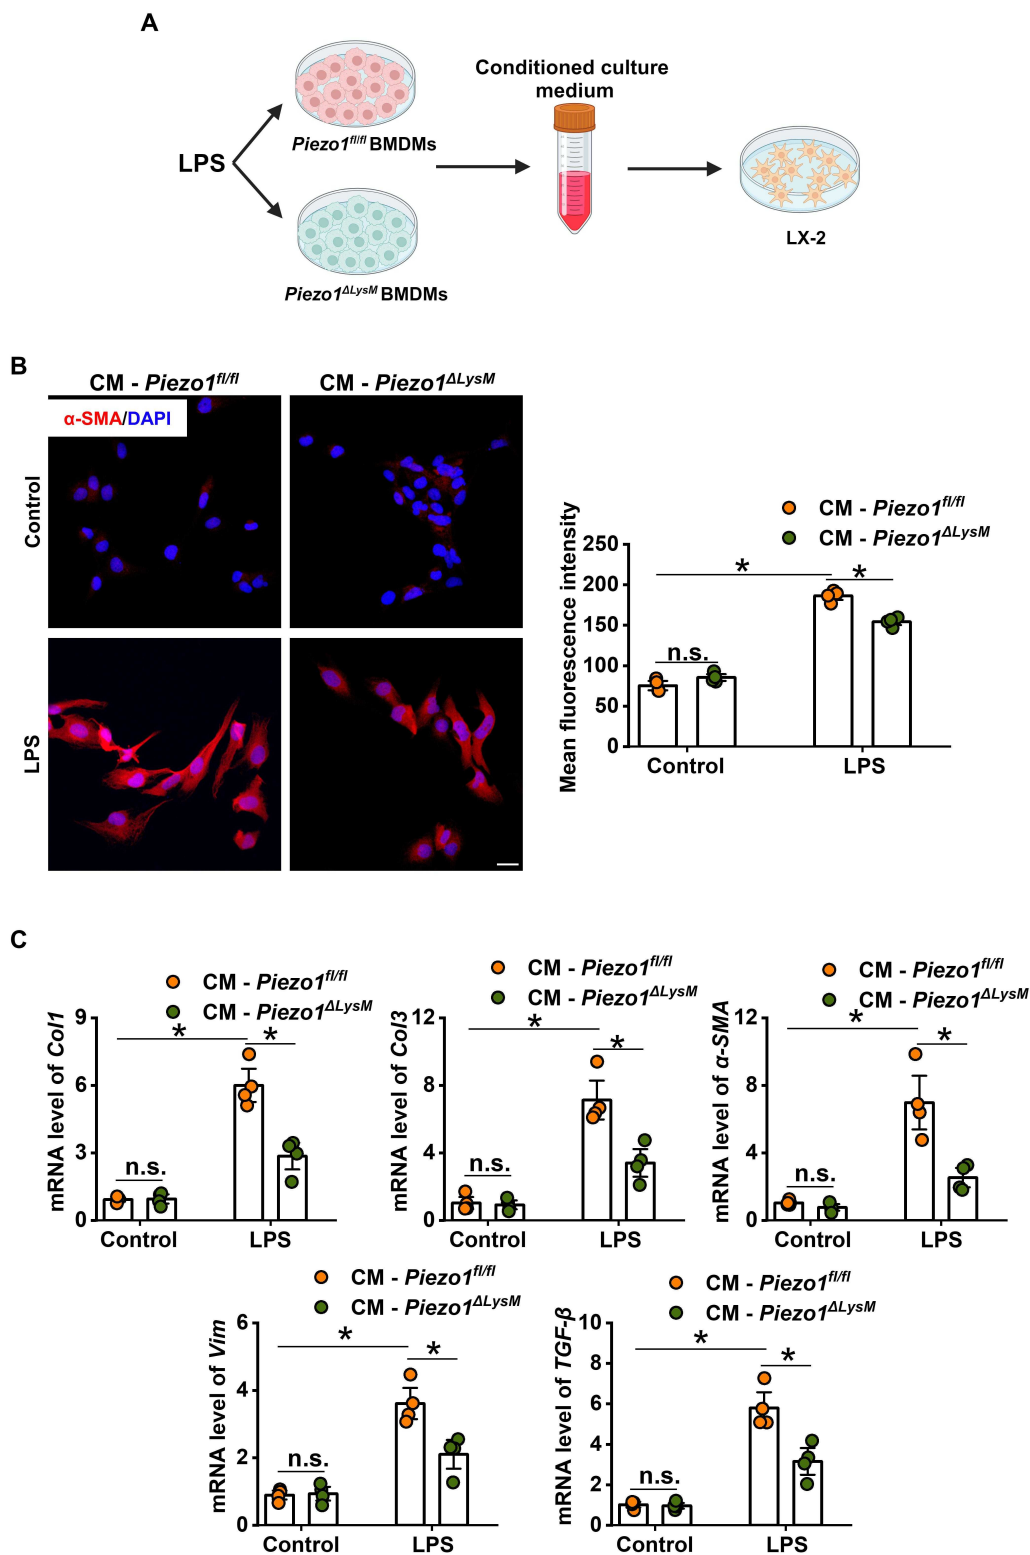 A
Conditioned culture
medium
LPS
Piezo1fl/fl BMDMs
Piezo1ΔLysM BMDMs
LX-2
B
CM - Piezo1fl/fl
CM - Piezo1ΔLysM
α-SMA/DAPI
Control
LPS
CM - Piezo1fl/fl
CM - Piezo1ΔLysM
Mean fluorescence intensity
250
200
150
100
50
0
*
*
n.s.
Control
LPS
C
CM - Piezo1fl/fl
CM - Piezo1ΔLysM
mRNA level of Col1
9
6
3
0
*
*
n.s.
Control
LPS
CM - Piezo1fl/fl
CM - Piezo1ΔLysM
mRNA level of Col3
12
8
4
0
*
*
n.s.
Control
LPS
CM - Piezo1fl/fl
CM - Piezo1ΔLysM
mRNA level of α-SMA
12
8
4
0
*
*
n.s.
Control
LPS
CM - Piezo1fl/fl
CM - Piezo1ΔLysM
mRNA level of Vim
6
4
2
0
*
*
n.s.
Control
LPS
CM - Piezo1fl/fl
CM - Piezo1ΔLysM
mRNA level of TGF-β
10
8
6
4
2
0
*
*
n.s.
Control
LPS